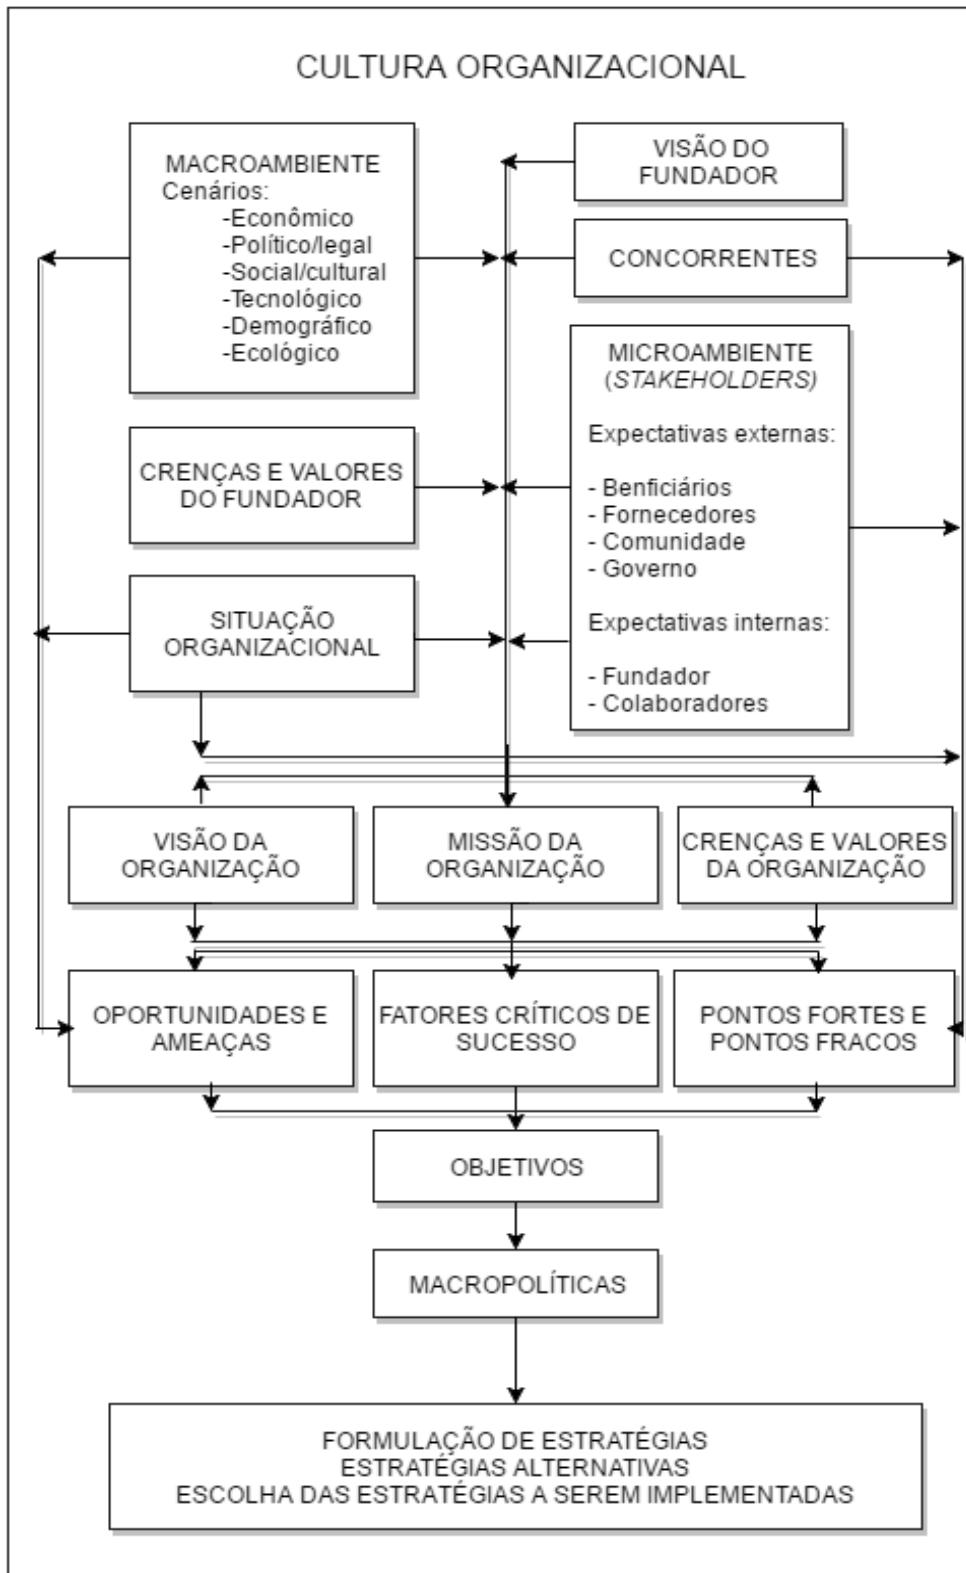 CULTURA ORGANIZACIONAL
MACROAMBIENTE
Cenários:
-Econômico
-Político/legal
-Social/cultural
-Tecnológico
-Demográfico
-Ecológico
VISÃO DO
FUNDADOR
CONCORRENTES
MICROAMBIENTE
(STAKEHOLDERS)
Expectativas externas:
- Benficiários
- Fornecedores
- Comunidade
- Governo
Expectativas internas:
- Fundador
- Colaboradores
CRENÇAS E VALORES
DO FUNDADOR
SITUAÇÃO
ORGANIZACIONAL
VISÃO DA
ORGANIZAÇÃO
MISSÃO DA
ORGANIZAÇÃO
CRENÇAS E VALORES
DA ORGANIZAÇÃO
OPORTUNIDADES E
AMEAÇAS
FATORES CRÍTICOS DE
SUCESSO
PONTOS FORTES E
PONTOS FRACOS
OBJETIVOS
MACROPOLÍTICAS
FORMULAÇÃO DE ESTRATÉGIAS
ESTRATÉGIAS ALTERNATIVAS
ESCOLHA DAS ESTRATÉGIAS A SEREM IMPLEMENTADAS